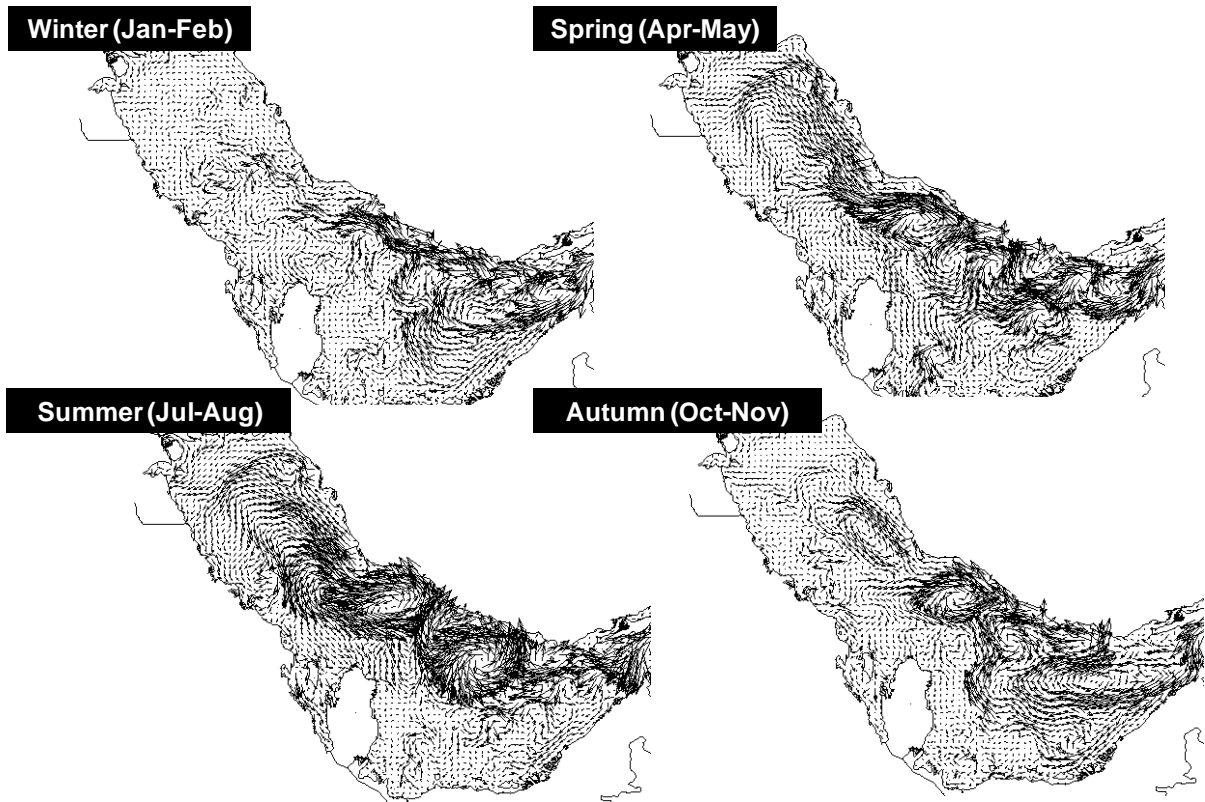 Winter (Jan-Feb)
Spring (Apr-May)
Summer (Jul-Aug)
Autumn (Oct-Nov)